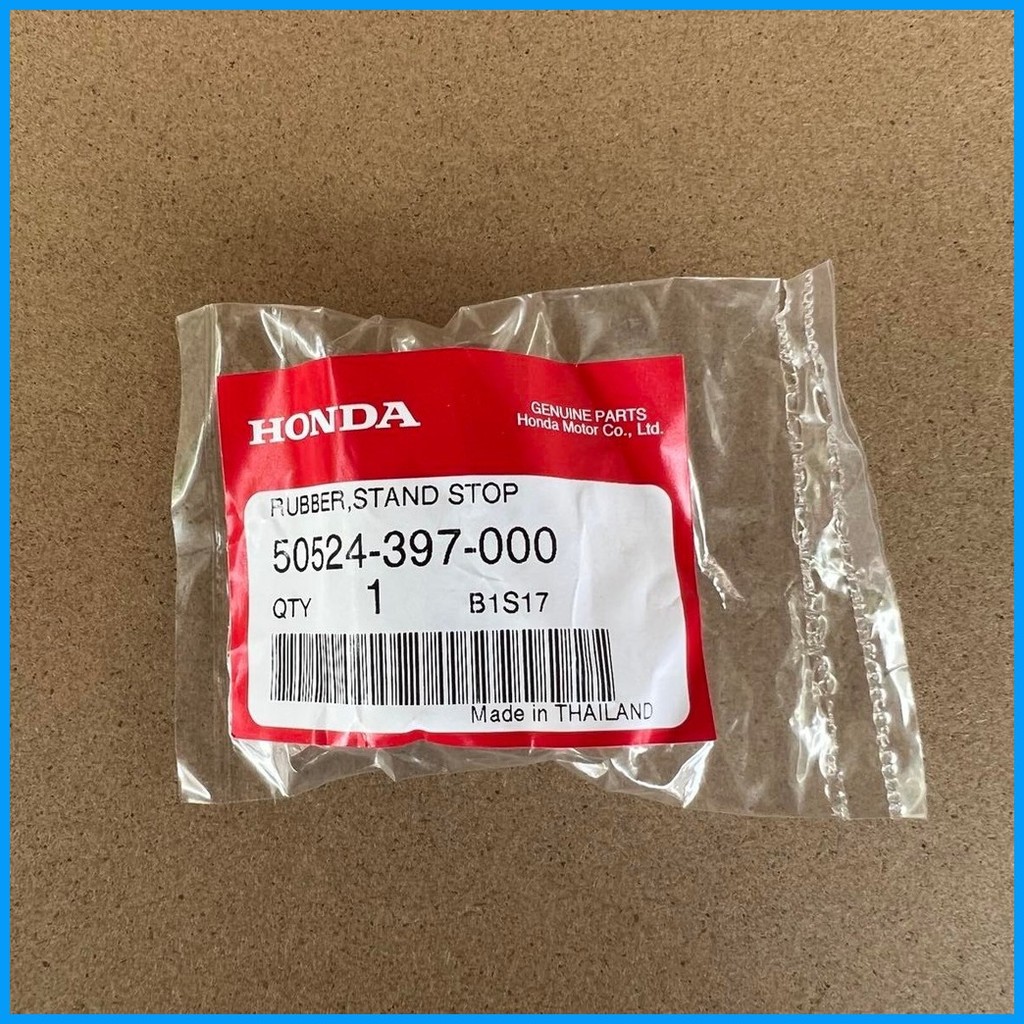 HONDA
GENUINE PARTS
Honda Motor Co., Ltd.
RUBBER,STAND STOP
50524-397-000
QTY 1 B1S17
Made in THAILAND